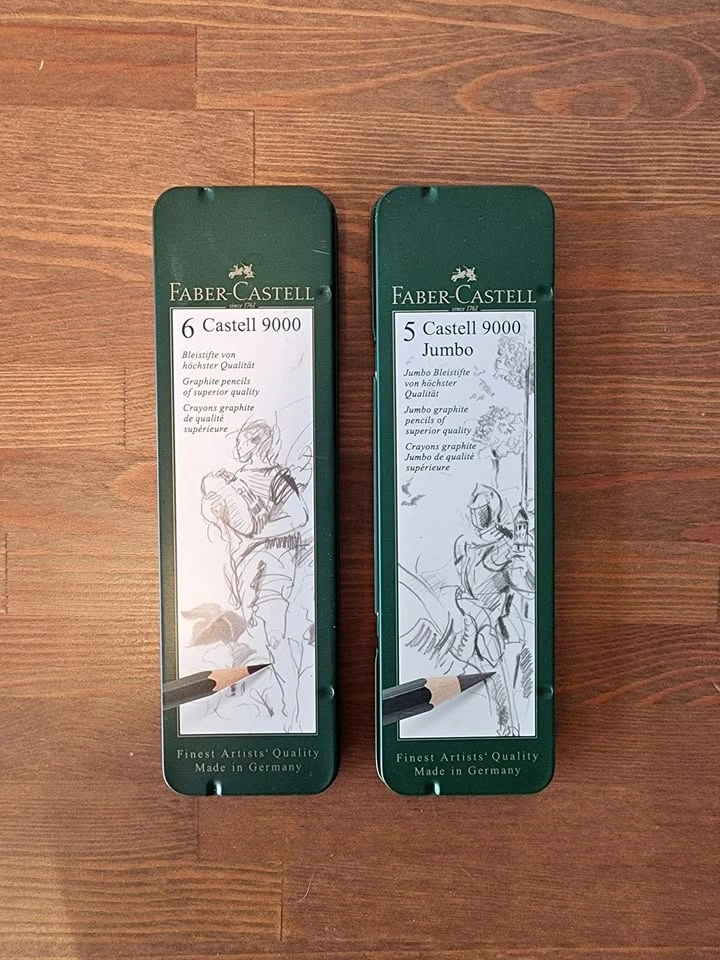 FABER-CASTELL
since 1761
6 Castell 9000
Bleistifte von
höchster Qualität
Graphite pencils
of superior quality
Crayons graphite
de qualité
supérieure
Finest Artists' Quality
Made in Germany
FABER-CASTELL
since 1761
5 Castell 9000
Jumbo
Jumbo Bleistifte
von höchster
Qualität
Jumbo graphite
pencils of
superior quality
Crayons graphite
Jumbo de qualité
supérieure
Finest Artists' Quality
Made in Germany